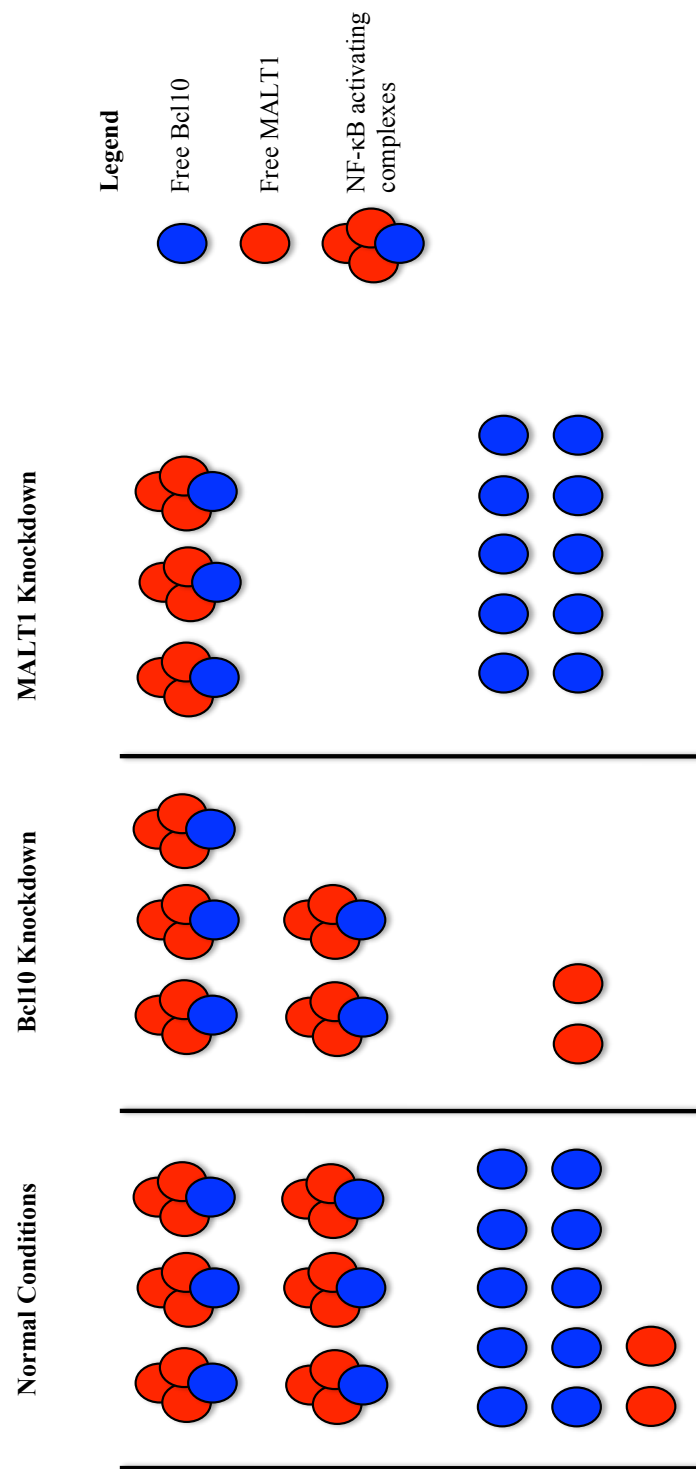 Normal Conditions
Bcl10 Knockdown
MALT1 Knockdown
Legend
Free Bcl10
Free MALT1
NF-κB activating
complexes